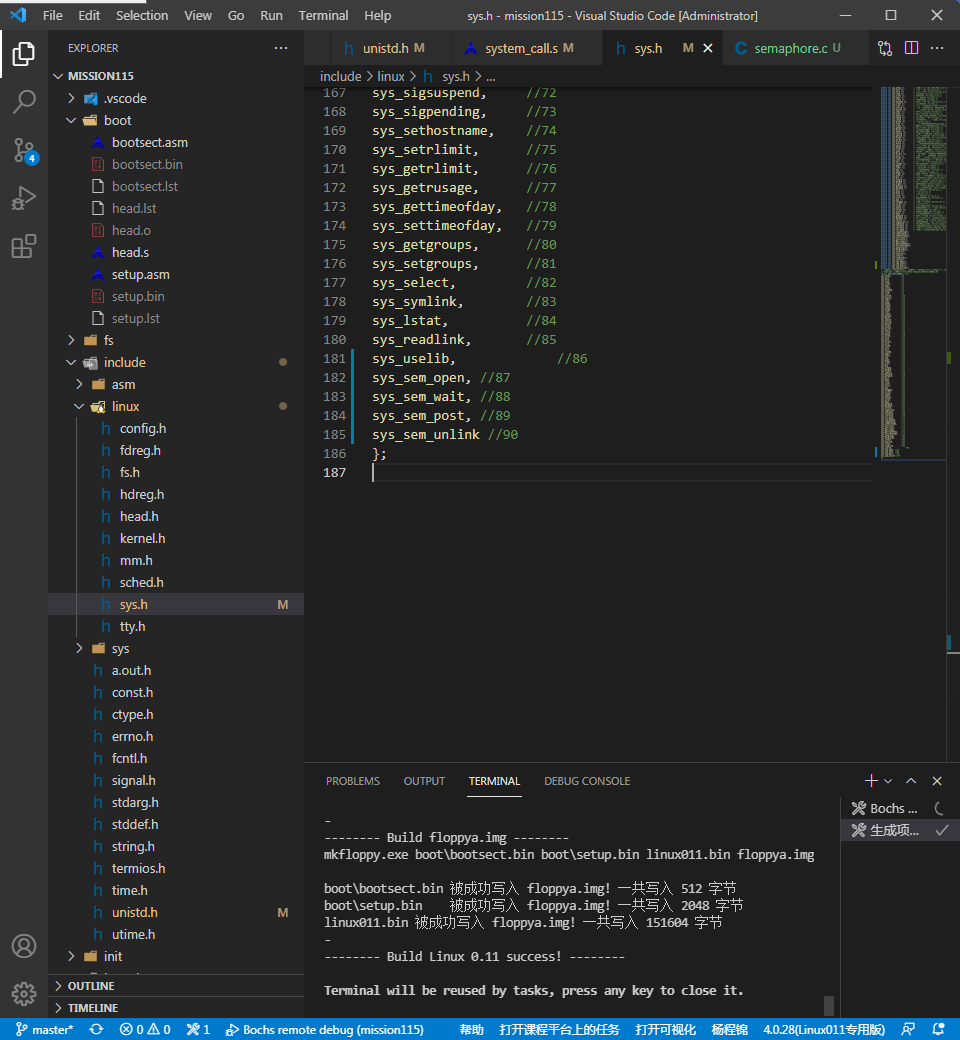 File Edit Selection View Go Run Terminal Help sys.h - mission115 - Visual Studio Code [Administrator]
EXPLORER
MISSION115
.vscode
boot
bootsect.asm
bootsect.bin
bootsect.lst
head.lst
head.o
head.s
setup.asm
setup.bin
setup.lst
fs
include
asm
linux
config.h
fdreg.h
fs.h
hdreg.h
head.h
kernel.h
mm.h
sched.h
sys.h M
tty.h
sys
a.out.h
const.h
ctype.h
errno.h
fcntl.h
signal.h
stdarg.h
stddef.h
string.h
termios.h
time.h
unistd.h M
utime.h
init
OUTLINE
TIMELINE
4
unistd.h M system_call.s M sys.h M semaphore.c U
include > linux > sys.h > ...
167 sys_sigsuspend, //72
168 sys_sigpending, //73
169 sys_sethostname, //74
170 sys_setrlimit, //75
171 sys_getrlimit, //76
172 sys_getrusage, //77
173 sys_gettimeofday, //78
174 sys_settimeofday, //79
175 sys_getgroups, //80
176 sys_setgroups, //81
177 sys_select, //82
178 sys_symlink, //83
179 sys_lstat, //84
180 sys_readlink, //85
181 sys_uselib, //86
182 sys_sem_open, //87
183 sys_sem_wait, //88
184 sys_sem_post, //89
185 sys_sem_unlink //90
186 };
187
PROBLEMS OUTPUT TERMINAL DEBUG CONSOLE
-
-------- Build floppya.img --------
mkfloppy.exe boot\bootsect.bin boot\setup.bin linux011.bin floppya.img
boot\bootsect.bin 被成功写入 floppya.img! 一共写入 512 字节
boot\setup.bin 被成功写入 floppya.img! 一共写入 2048 字节
linux011.bin 被成功写入 floppya.img! 一共写入 151604 字节
-
-------- Build Linux 0.11 success! --------
Terminal will be reused by tasks, press any key to close it.
Bochs ...
生成项...
master* 0 0 1 Bochs remote debug (mission115) 帮助 打开课程平台上的任务 打开可视化 杨程锦 4.0.28(Linux011专用版)